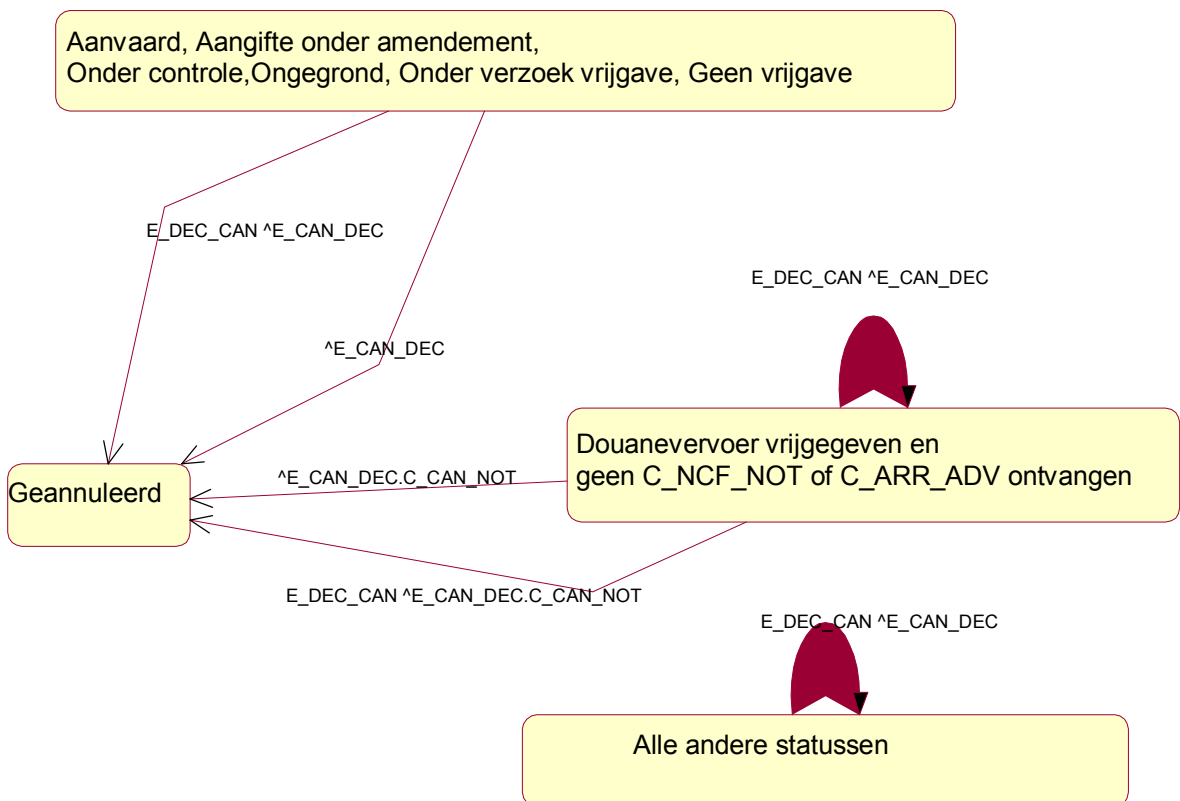 Aanvaard, Aangifte onder amendement,
Onder controle,Ongegrond, Onder verzoek vrijgave, Geen vrijgave
E_DEC_CAN ^E_CAN_DEC
E_DEC_CAN ^E_CAN_DEC
^E_CAN_DEC
Douanevervoer vrijgegeven en
geen C_NCF_NOT of C_ARR_ADV ontvangen
^E_CAN_DEC.C_CAN_NOT
Geannuleerd
E_DEC_CAN ^E_CAN_DEC.C_CAN_NOT
E_DEC_CAN ^E_CAN_DEC
Alle andere statussen